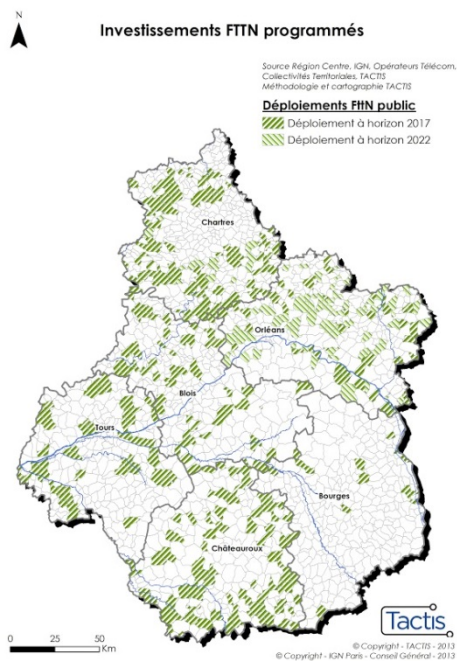 N
Investissements FTTN programmés
Source Région Centre, IGN, Opérateurs Télécom,
Collectivités Territoriales, TACTIS
Méthodologie et cartographie TACTIS
Déploiements FttN public
Déploiement à horizon 2017
Déploiement à horizon 2022
Chartres
Orléans
Blois
Tours
Bourges
Châteauroux
Tactis
0 25 50 Km
© Copyright - TACTIS - 2013
© Copyright - IGN Paris - Conseil Général - 2013